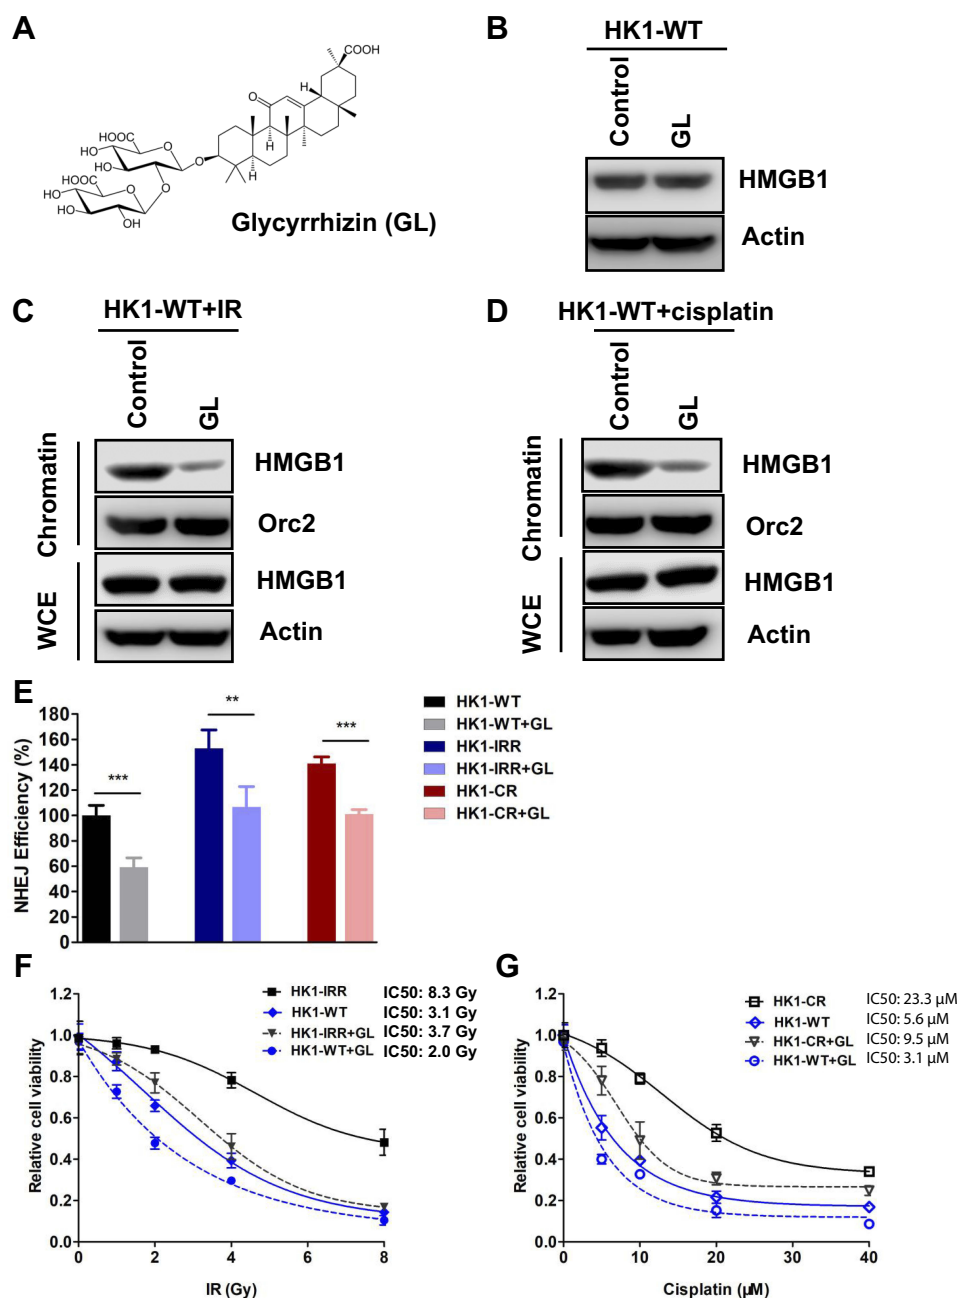 A
COOH
H
O
H
H
HOOC
HO
HO
O
O
O
HOOC
HO
HO
O
O
O
OH
Glycyrrhizin (GL)
B
HK1-WT
Control
GL
HMGB1
Actin
C
HK1-WT+IR
Control
GL
Chromatin
HMGB1
Orc2
WCE
HMGB1
Actin
D
HK1-WT+cisplatin
Control
GL
Chromatin
HMGB1
Orc2
WCE
HMGB1
Actin
E
NHEJ Efficiency (%)
180
160
140
120
100
80
60
40
20
0
***
**
***
HK1-WT
HK1-WT+GL
HK1-IRR
HK1-IRR+GL
HK1-CR
HK1-CR+GL
F
Relative cell viability
1.2
1.0
0.8
0.6
0.4
0.2
0.0
0 2 4 6 8
IR (Gy)
HK1-IRR IC50: 8.3 Gy
HK1-WT IC50: 3.1 Gy
HK1-IRR+GL IC50: 3.7 Gy
HK1-WT+GL IC50: 2.0 Gy
G
Relative cell viability
1.2
1.0
0.8
0.6
0.4
0.2
0.0
0 10 20 30 40
Cisplatin (µM)
HK1-CR IC50: 23.3 µM
HK1-WT IC50: 5.6 µM
HK1-CR+GL IC50: 9.5 µM
HK1-WT+GL IC50: 3.1 µM